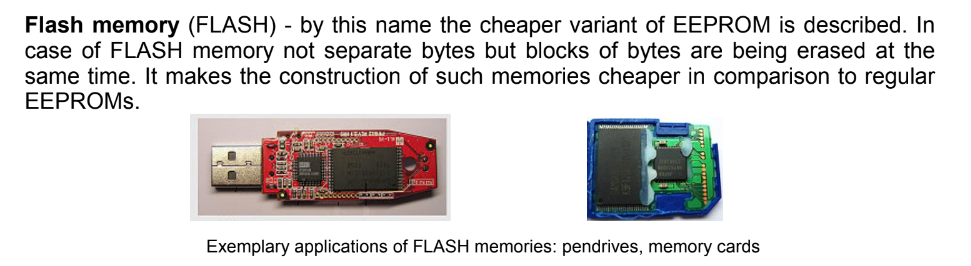 Flash memory (FLASH) - by this name the cheaper variant of EEPROM is described. In
case of FLASH memory not separate bytes but blocks of bytes are being erased at the
same time. It makes the construction of such memories cheaper in comparison to regular
EEPROMs.
Exemplary applications of FLASH memories: pendrives, memory cards